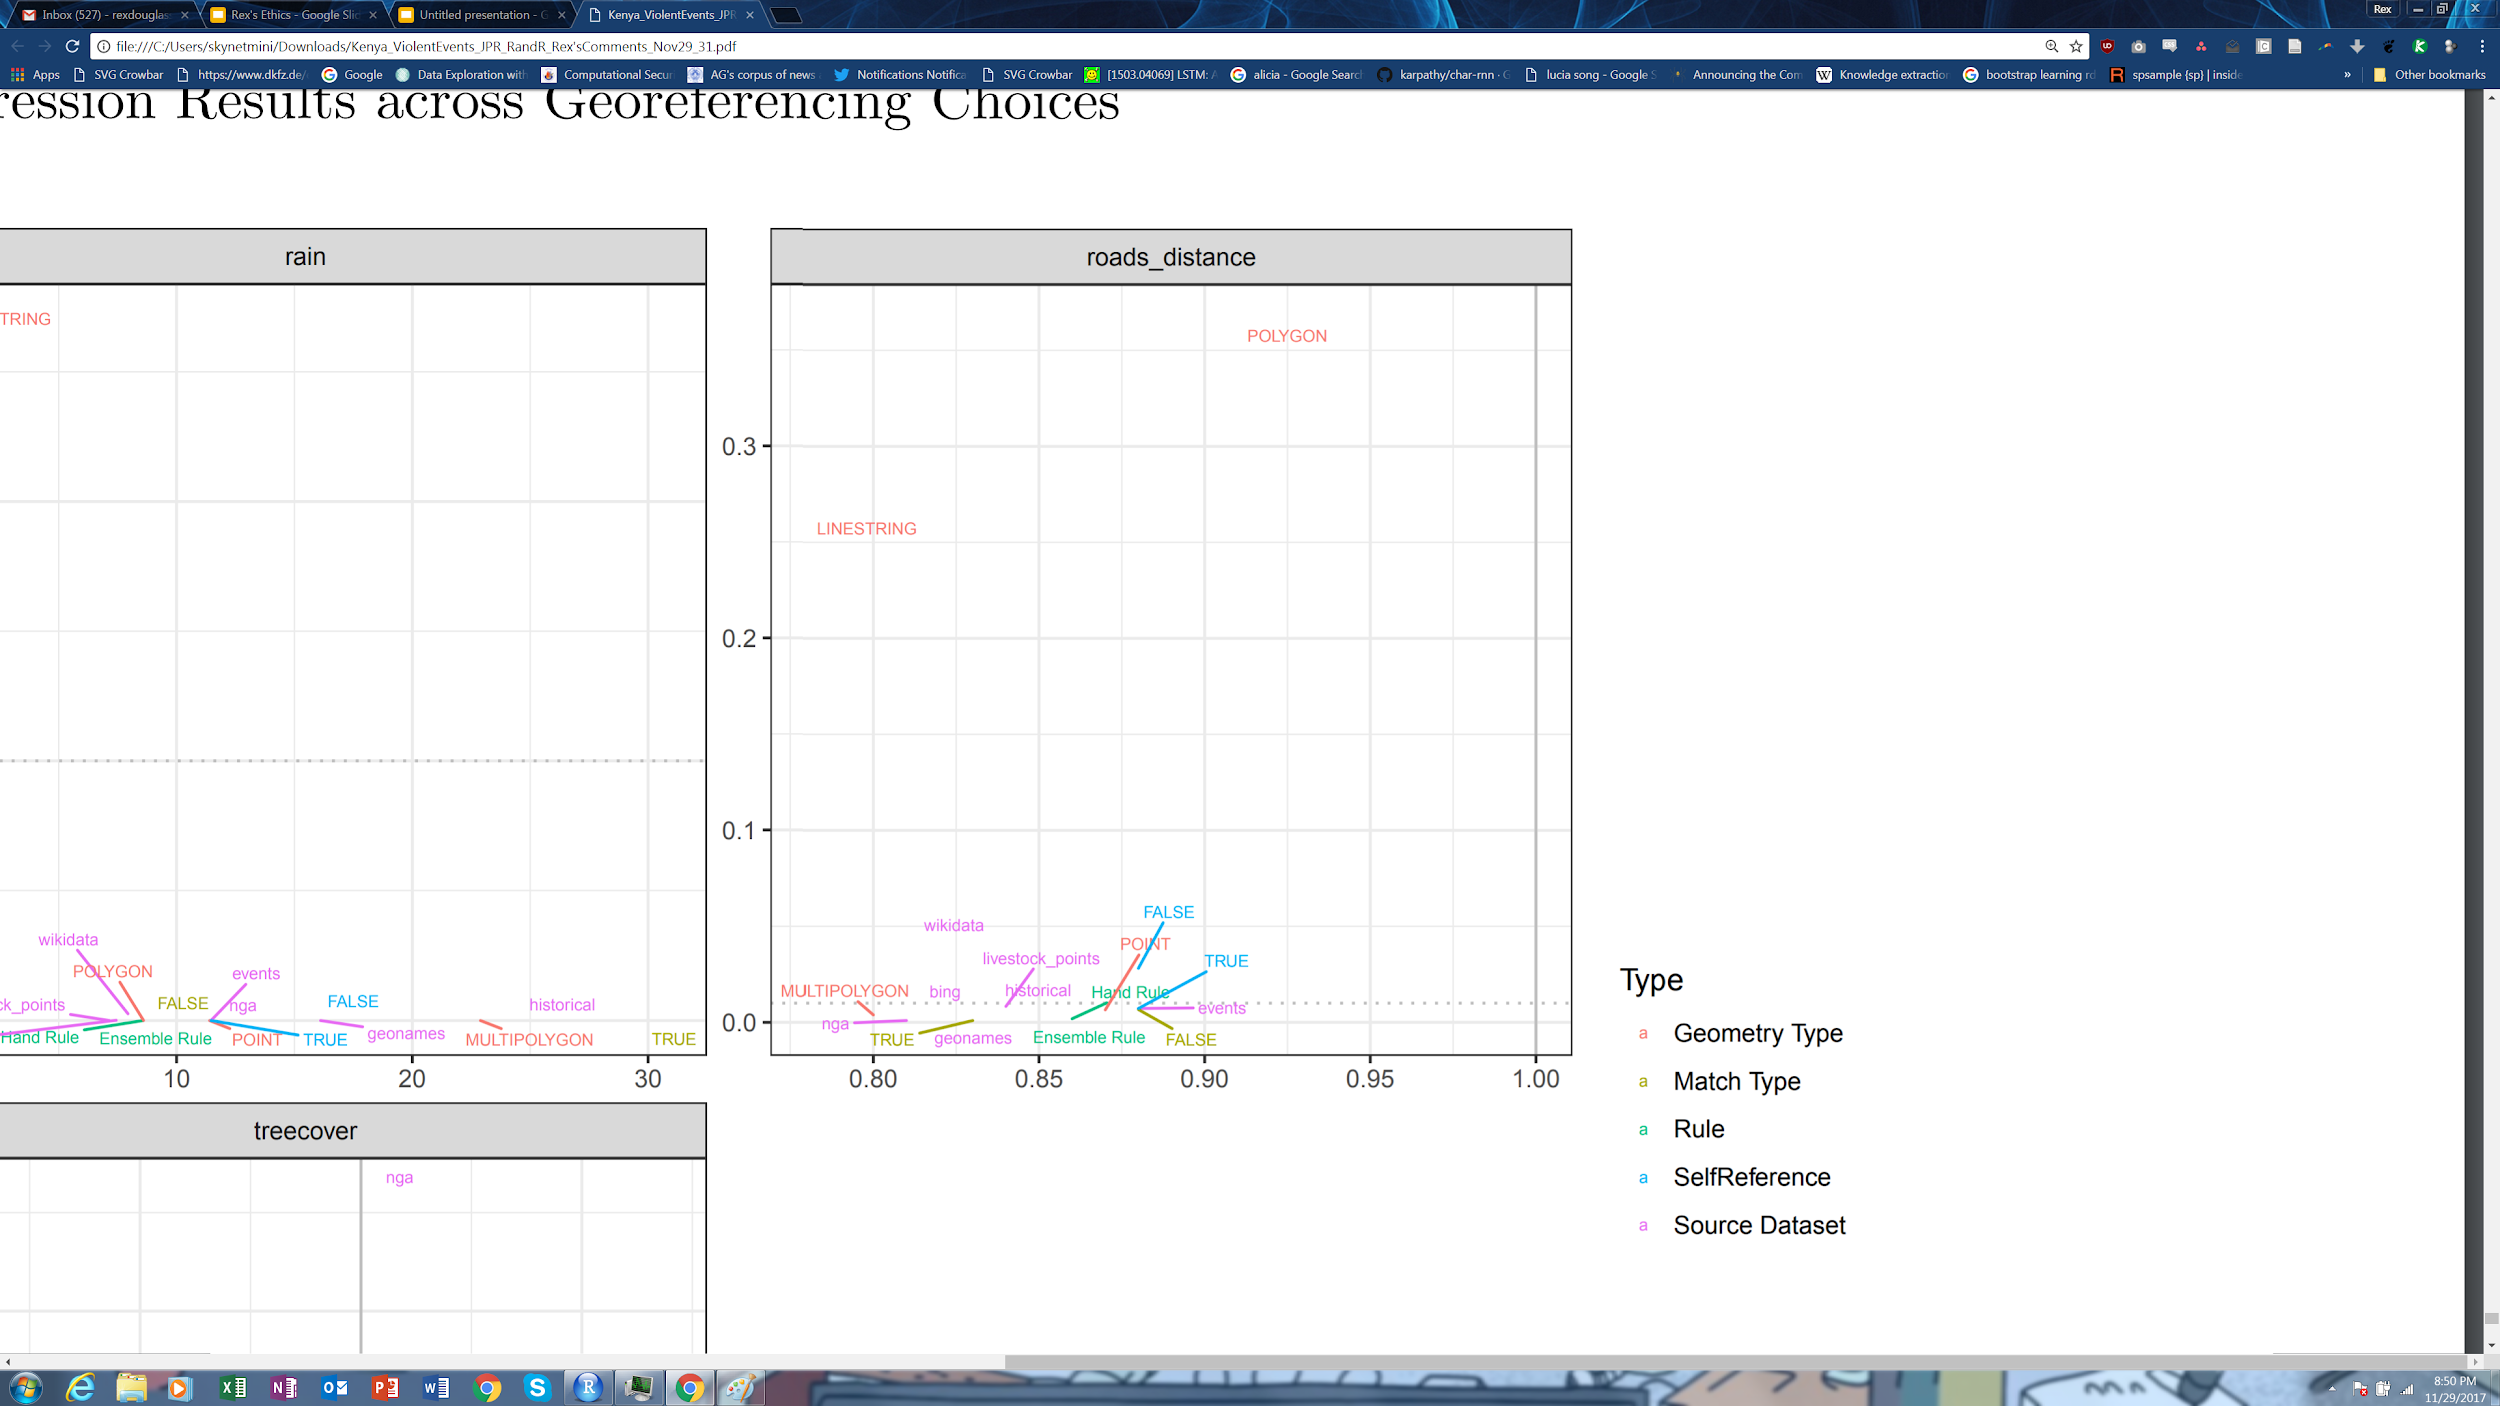 Inbox (527) - rexdouglas
Rex's Ethics - Google Slid
Untitled presentation - G
Kenya_ViolentEvents_JPR
Rex
file:///C:/Users/skynetmini/Downloads/Kenya_ViolentEvents_JPR_RandR_Rex'sComments_Nov29_31.pdf
Apps
SVG Crowbar
https://www.dkfz.de/
Google
Data Exploration with
Computational Secur
AG's corpus of news
Notifications Notifica
SVG Crowbar
[1503.04069] LSTM: A
alicia - Google Search
karpathy/char-rnn · G
lucia song - Google S
Announcing the Com
Knowledge extraction
bootstrap learning rd
spsample {sp} | inside
»
Other bookmarks
ression Results across Georeferencing Choices
rain
TRING
wikidata
POLYGON
ck_points
FALSE
events
nga
FALSE
historical
Hand Rule
Ensemble Rule
POINT
TRUE
geonames
MULTIPOLYGON
TRUE
10
20
30
roads_distance
POLYGON
0.3
LINESTRING
0.2
0.1
FALSE
wikidata
POINT
livestock_points
TRUE
MULTIPOLYGON
bing
historical
Hand Rule
events
0.0
nga
TRUE
geonames
Ensemble Rule
FALSE
0.80
0.85
0.90
0.95
1.00
Type
a Geometry Type
a Match Type
a Rule
a SelfReference
a Source Dataset
treecover
nga
8:50 PM
11/29/2017